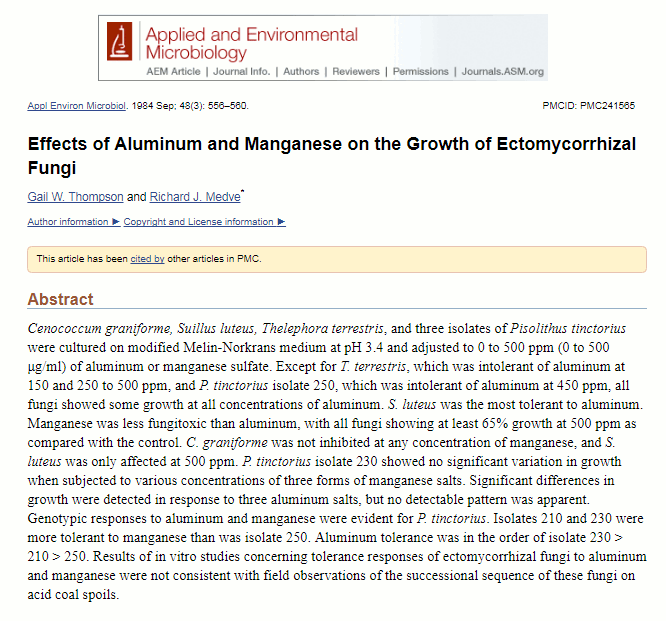 Applied and Environmental
Microbiology
AEM Article | Journal Info. | Authors | Reviewers | Permissions | Journals.ASM.org
Appl Environ Microbiol. 1984 Sep; 48(3): 556–560. PMCID: PMC241565
Effects of Aluminum and Manganese on the Growth of Ectomycorrhizal
Fungi
Gail W. Thompson and Richard J. Medve*
Author information ▶ Copyright and License information ▶
This article has been cited by other articles in PMC.
Abstract
Cenococcum graniforme, Suillus luteus, Thelephora terrestris, and three isolates of Pisolithus tinctorius
were cultured on modified Melin-Norkrans medium at pH 3.4 and adjusted to 0 to 500 ppm (0 to 500
μg/ml) of aluminum or manganese sulfate. Except for T. terrestris, which was intolerant of aluminum at
150 and 250 to 500 ppm, and P. tinctorius isolate 250, which was intolerant of aluminum at 450 ppm, all
fungi showed some growth at all concentrations of aluminum. S. luteus was the most tolerant to aluminum.
Manganese was less fungitoxic than aluminum, with all fungi showing at least 65% growth at 500 ppm as
compared with the control. C. graniforme was not inhibited at any concentration of manganese, and S.
luteus was only affected at 500 ppm. P. tinctorius isolate 230 showed no significant variation in growth
when subjected to various concentrations of three forms of manganese salts. Significant differences in
growth were detected in response to three aluminum salts, but no detectable pattern was apparent.
Genotypic responses to aluminum and manganese were evident for P. tinctorius. Isolates 210 and 230 were
more tolerant to manganese than was isolate 250. Aluminum tolerance was in the order of isolate 230 >
210 > 250. Results of in vitro studies concerning tolerance responses of ectomycorrhizal fungi to aluminum
and manganese were not consistent with field observations of the successional sequence of these fungi on
acid coal spoils.